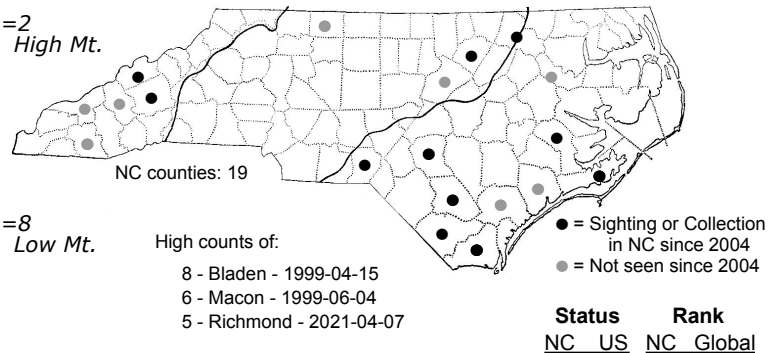 =2
High Mt.
NC counties: 19
=8
Low Mt.
High counts of:
8 - Bladen - 1999-04-15
6 - Macon - 1999-06-04
5 - Richmond - 2021-04-07
= Sighting or Collection
in NC since 2004
= Not seen since 2004
Status Rank
NC US NC Global